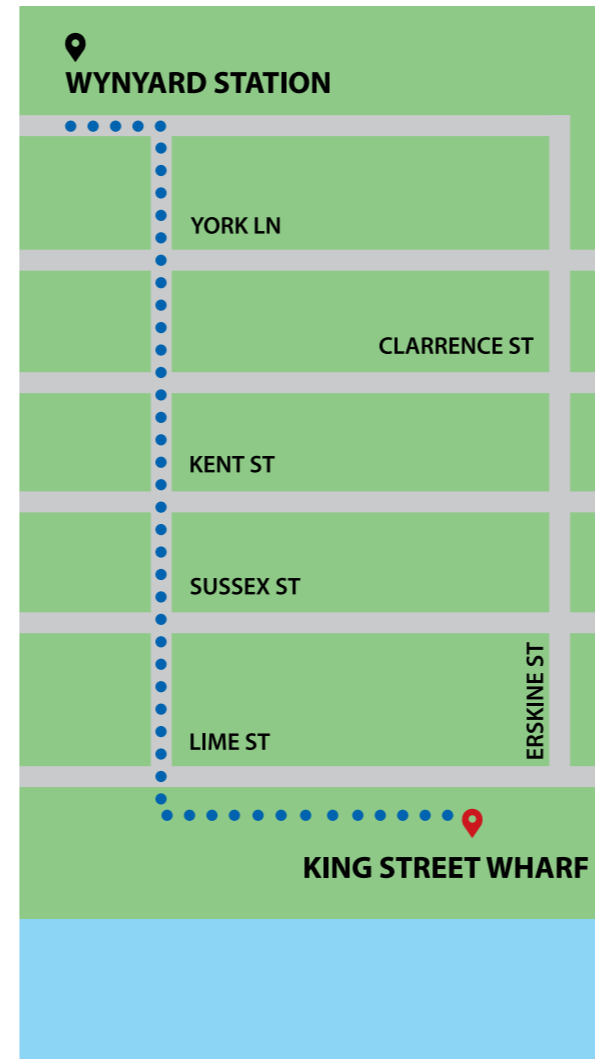 WYNYARD STATION
YORK LN
CLARRENCE ST
KENT ST
SUSSEX ST
ERSKINE ST
LIME ST
KING STREET WHARF